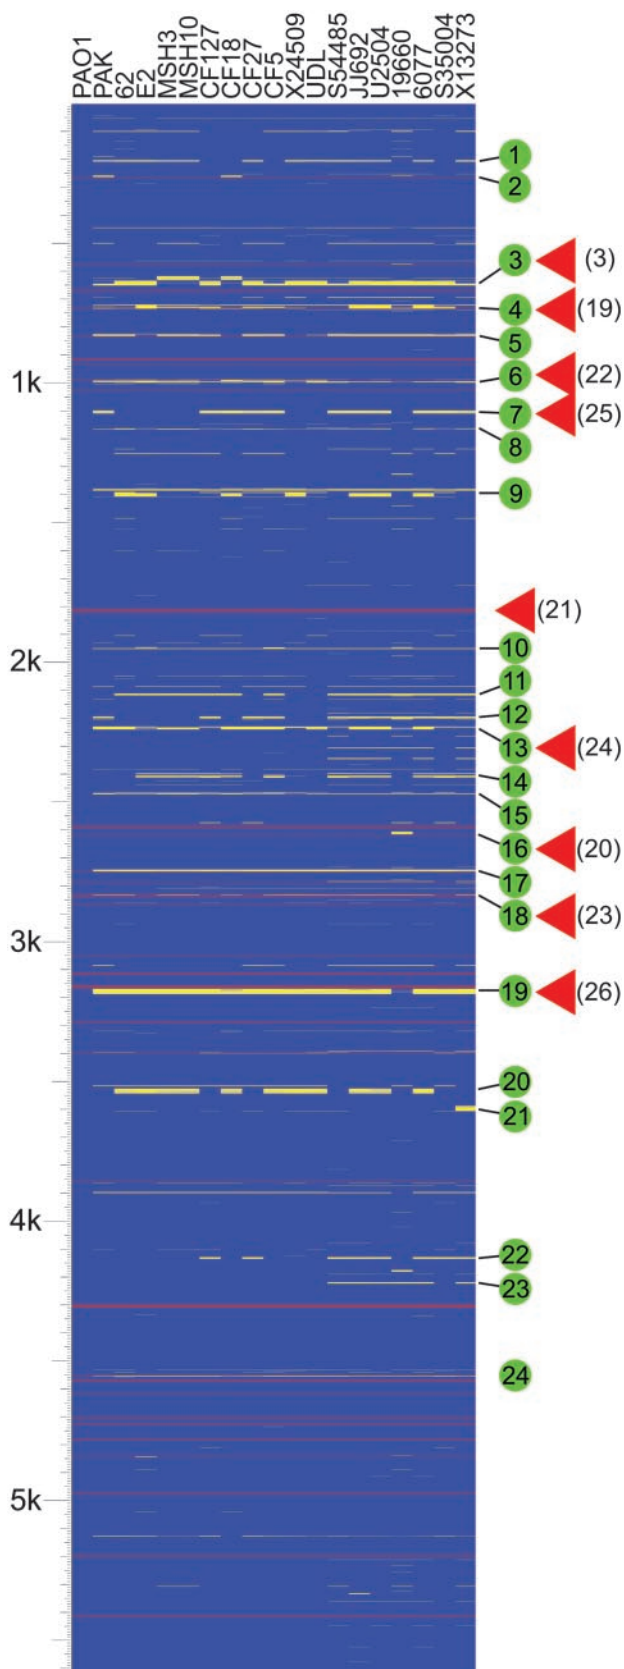 PAO1
PAK
62
E2
MSH3
MSH10
CF127
CF18
CF27
CF5
X24509
UDL
S54485
JJ692
U2504
19660
6077
S35004
X13273
1
2
3 (3)
4 (19)
5
1k
6 (22)
7 (25)
8
9
(21)
2k
10
11
12
13 (24)
14
15
16 (20)
17
18 (23)
3k
19 (26)
20
21
4k
22
23
24
5k